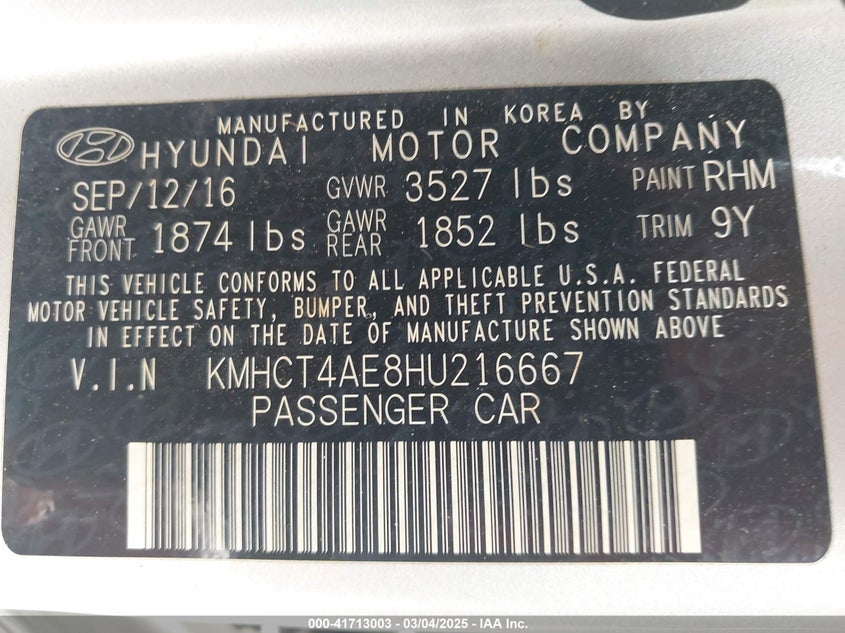 MANUFACTURED IN KOREA BY
HYUNDAI MOTOR COMPANY
SEP/12/16 GVWR 3527 lbs PAINT RHM
GAWR FRONT 1874 lbs GAWR REAR 1852 lbs TRIM 9Y
THIS VEHICLE CONFORMS TO ALL APPLICABLE U.S.A. FEDERAL
MOTOR VEHICLE SAFETY, BUMPER, AND THEFT PREVENTION STANDARDS
IN EFFECT ON THE DATE OF MANUFACTURE SHOWN ABOVE
V.I.N KMHCT4AE8HU216667
PASSENGER CAR
000-41713003 - 03/04/2025 - IAA Inc.